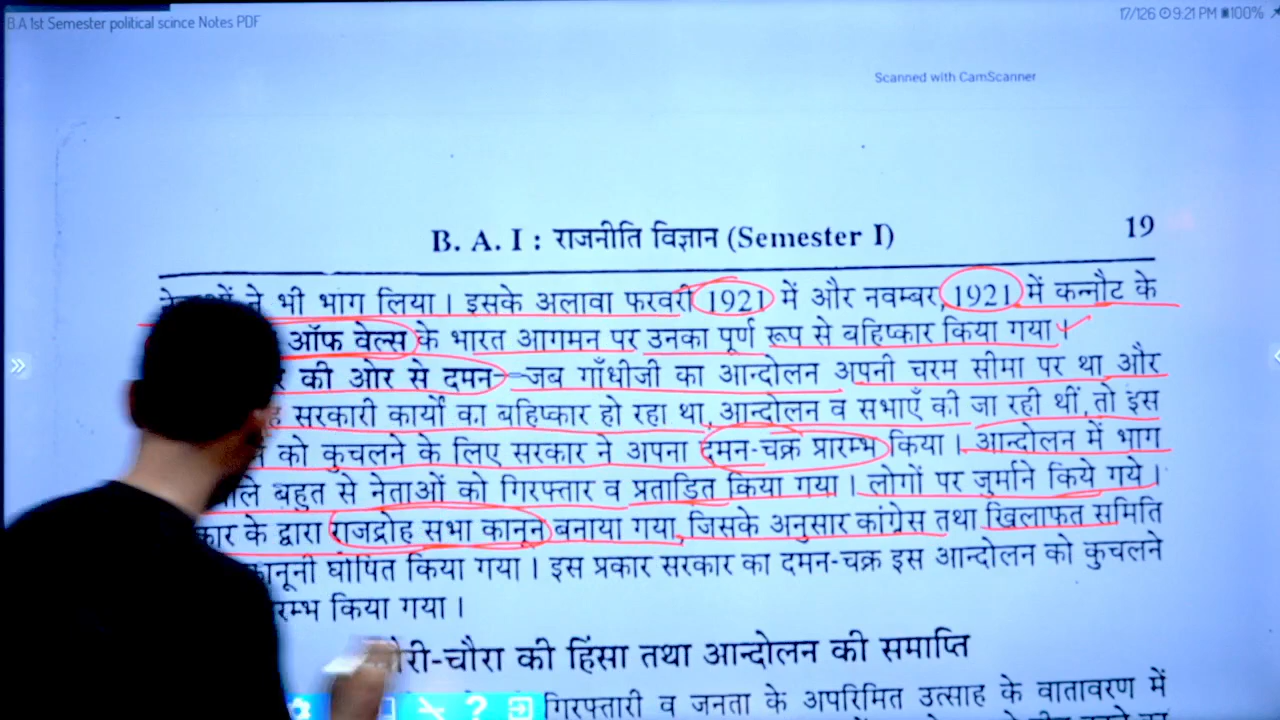 B.A 1st Semester political scince Notes PDF
17/126 9:21 PM 100%
Scanned with CamScanner
B. A. I : राजनीति विज्ञान (Semester I)
19
ने भी भाग लिया । इसके अलावा फरवरी 1921 में और नवम्बर, 1921 में कन्नौट के
ऑफ वेल्स के भारत आगमन पर उनका पूर्ण रूप से बहिष्कार किया गया
की ओर से दमन—जब गाँधीजी का आन्दोलन अपनी चरम सीमा पर था और
सरकारी कार्यों का बहिष्कार हो रहा था, आन्दोलन व सभाएँ की जा रही थीं, तो इस
को कुचलने के लिए सरकार ने अपना दमन-चक्र प्रारम्भ किया । आन्दोलन में भाग
बहुत से नेताओं को गिरफ्तार व प्रताड़ित किया गया । लोगों पर जुर्माने किये गये ।
के द्वारा राजद्रोह सभा कानून बनाया गया, जिसके अनुसार कांग्रेस तथा खिलाफत समिति
घोषित किया गया । इस प्रकार सरकार का दमन-चक्र इस आन्दोलन को कुचलने
किया गया ।
की हिंसा तथा आन्दोलन की समाप्ति
गिरफ्तारी व जनता के अपरिमित उत्साह के वातावरण में